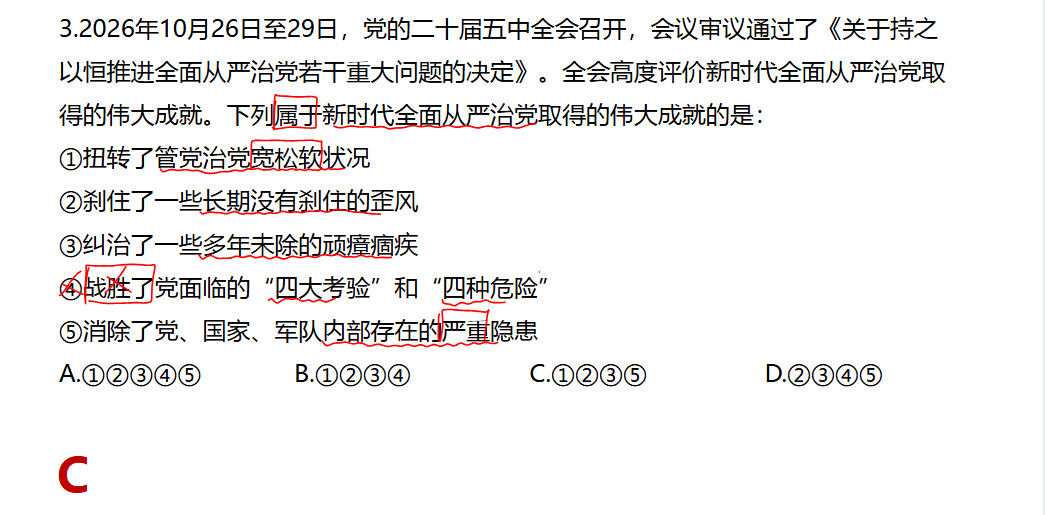 3.2026年10月26日至29日，党的二十届五中全会召开，会议审议通过了《关于持之
以恒推进全面从严治党若干重大问题的决定》。全会高度评价新时代全面从严治党取
得的伟大成就。下列属于新时代全面从严治党取得的伟大成就的是：
①扭转了管党治党宽松软状况
②刹住了一些长期没有刹住的歪风
③纠治了一些多年未除的顽瘴痼疾
④战胜了党面临的“四大考验”和“四种危险”
⑤消除了党、国家、军队内部存在的严重隐患
A.①②③④⑤ B.①②③④ C.①②③⑤ D.②③④⑤
C